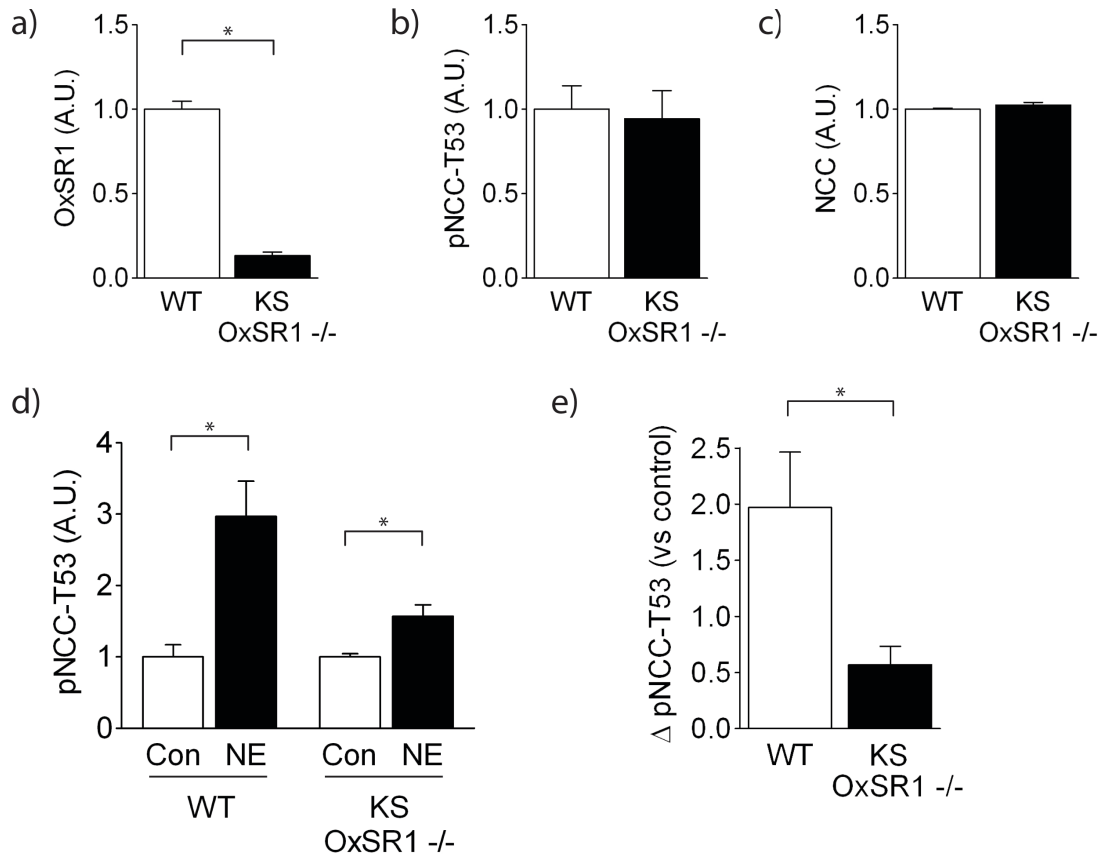 a)
OxSR1 (A.U.)
1.5
1.0
0.5
0.0
*
WT
KS
OxSR1 -/-
b)
pNCC-T53 (A.U.)
1.5
1.0
0.5
0.0
WT
KS
OxSR1 -/-
c)
NCC (A.U.)
1.5
1.0
0.5
0.0
WT
KS
OxSR1 -/-
d)
pNCC-T53 (A.U.)
4
3
2
1
0
*
*
Con NE
Con NE
WT
KS
OxSR1 -/-
e)
Δ pNCC-T53 (vs control)
2.5
2.0
1.5
1.0
0.5
0.0
*
WT
KS
OxSR1 -/-